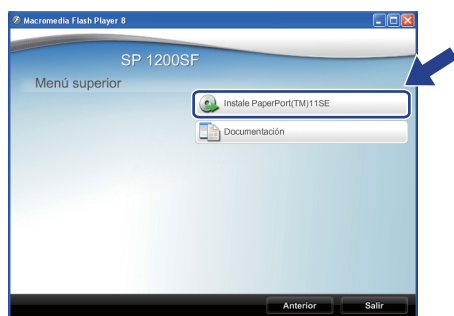 Macromedia Flash Player 8
SP 1200SF
Menú superior
Instale PaperPort(TM)11SE
Documentación
Anterior
Salir